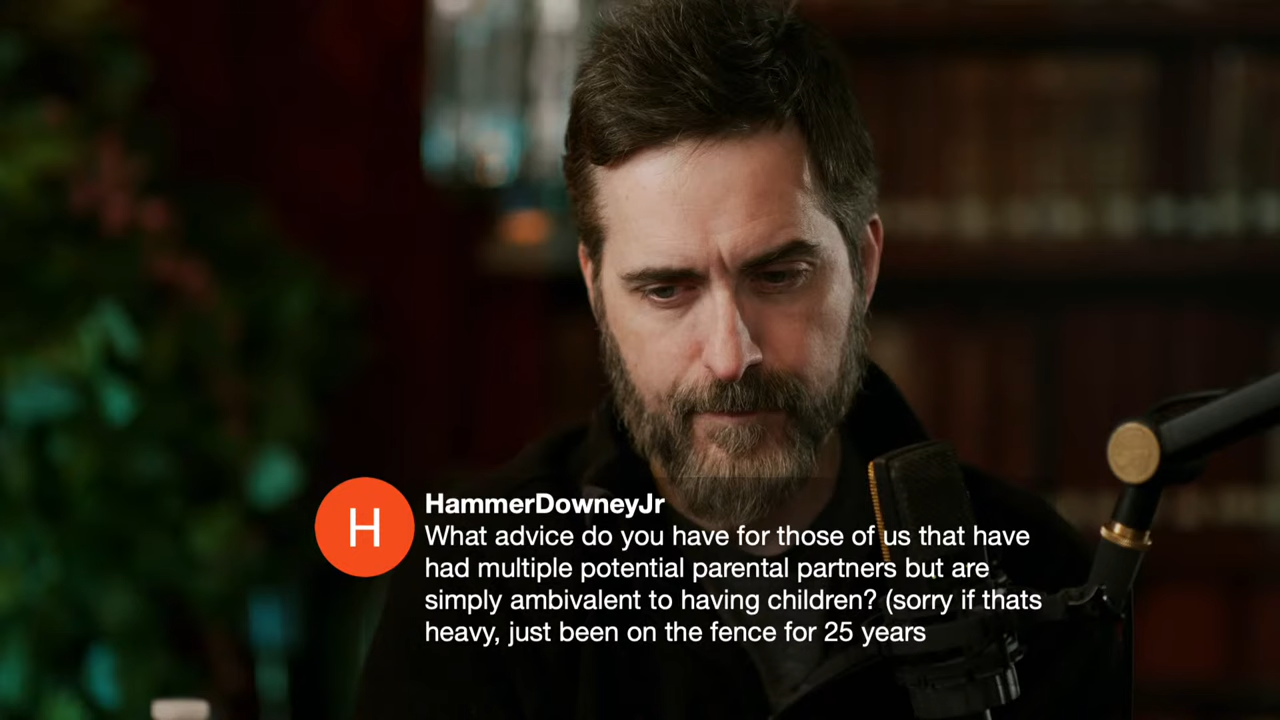 H
HammerDowneyJr
What advice do you have for those of us that have
had multiple potential parental partners but are
simply ambivalent to having children? (sorry if thats
heavy, just been on the fence for 25 years